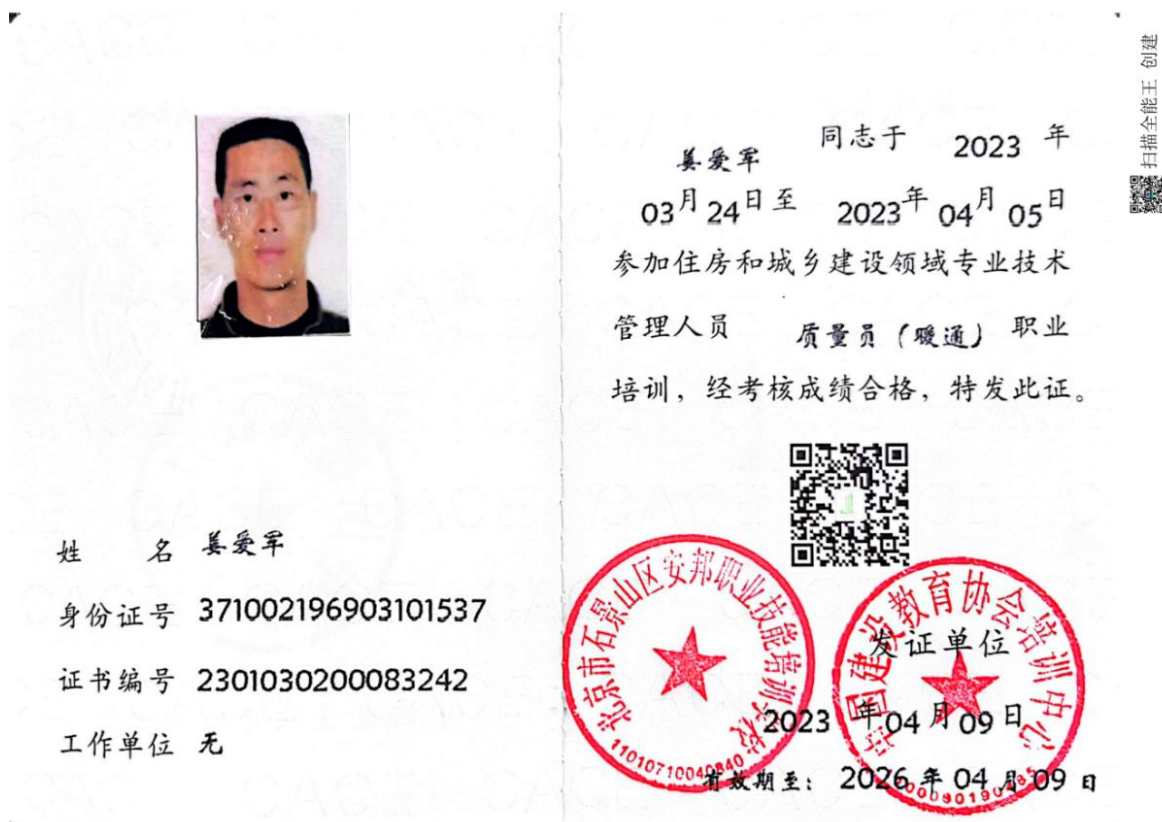 姓 名 姜爱军
身份证号 371002196903101537
证书编号 2301030200083242
工作单位 无
姜爱军 同志于 2023 年
03月24日至 2023年04月05日
参加住房和城乡建设领域专业技术
管理人员 质量员（暖通） 职业
培训，经考核成绩合格，特发此证。
北京市石景山区安邦职业技能培训学校
11010710040840
中国建设教育协会培训中心
发证单位
2023 年04月09日
有效期至： 2026年04月09日
扫描全能王 创建